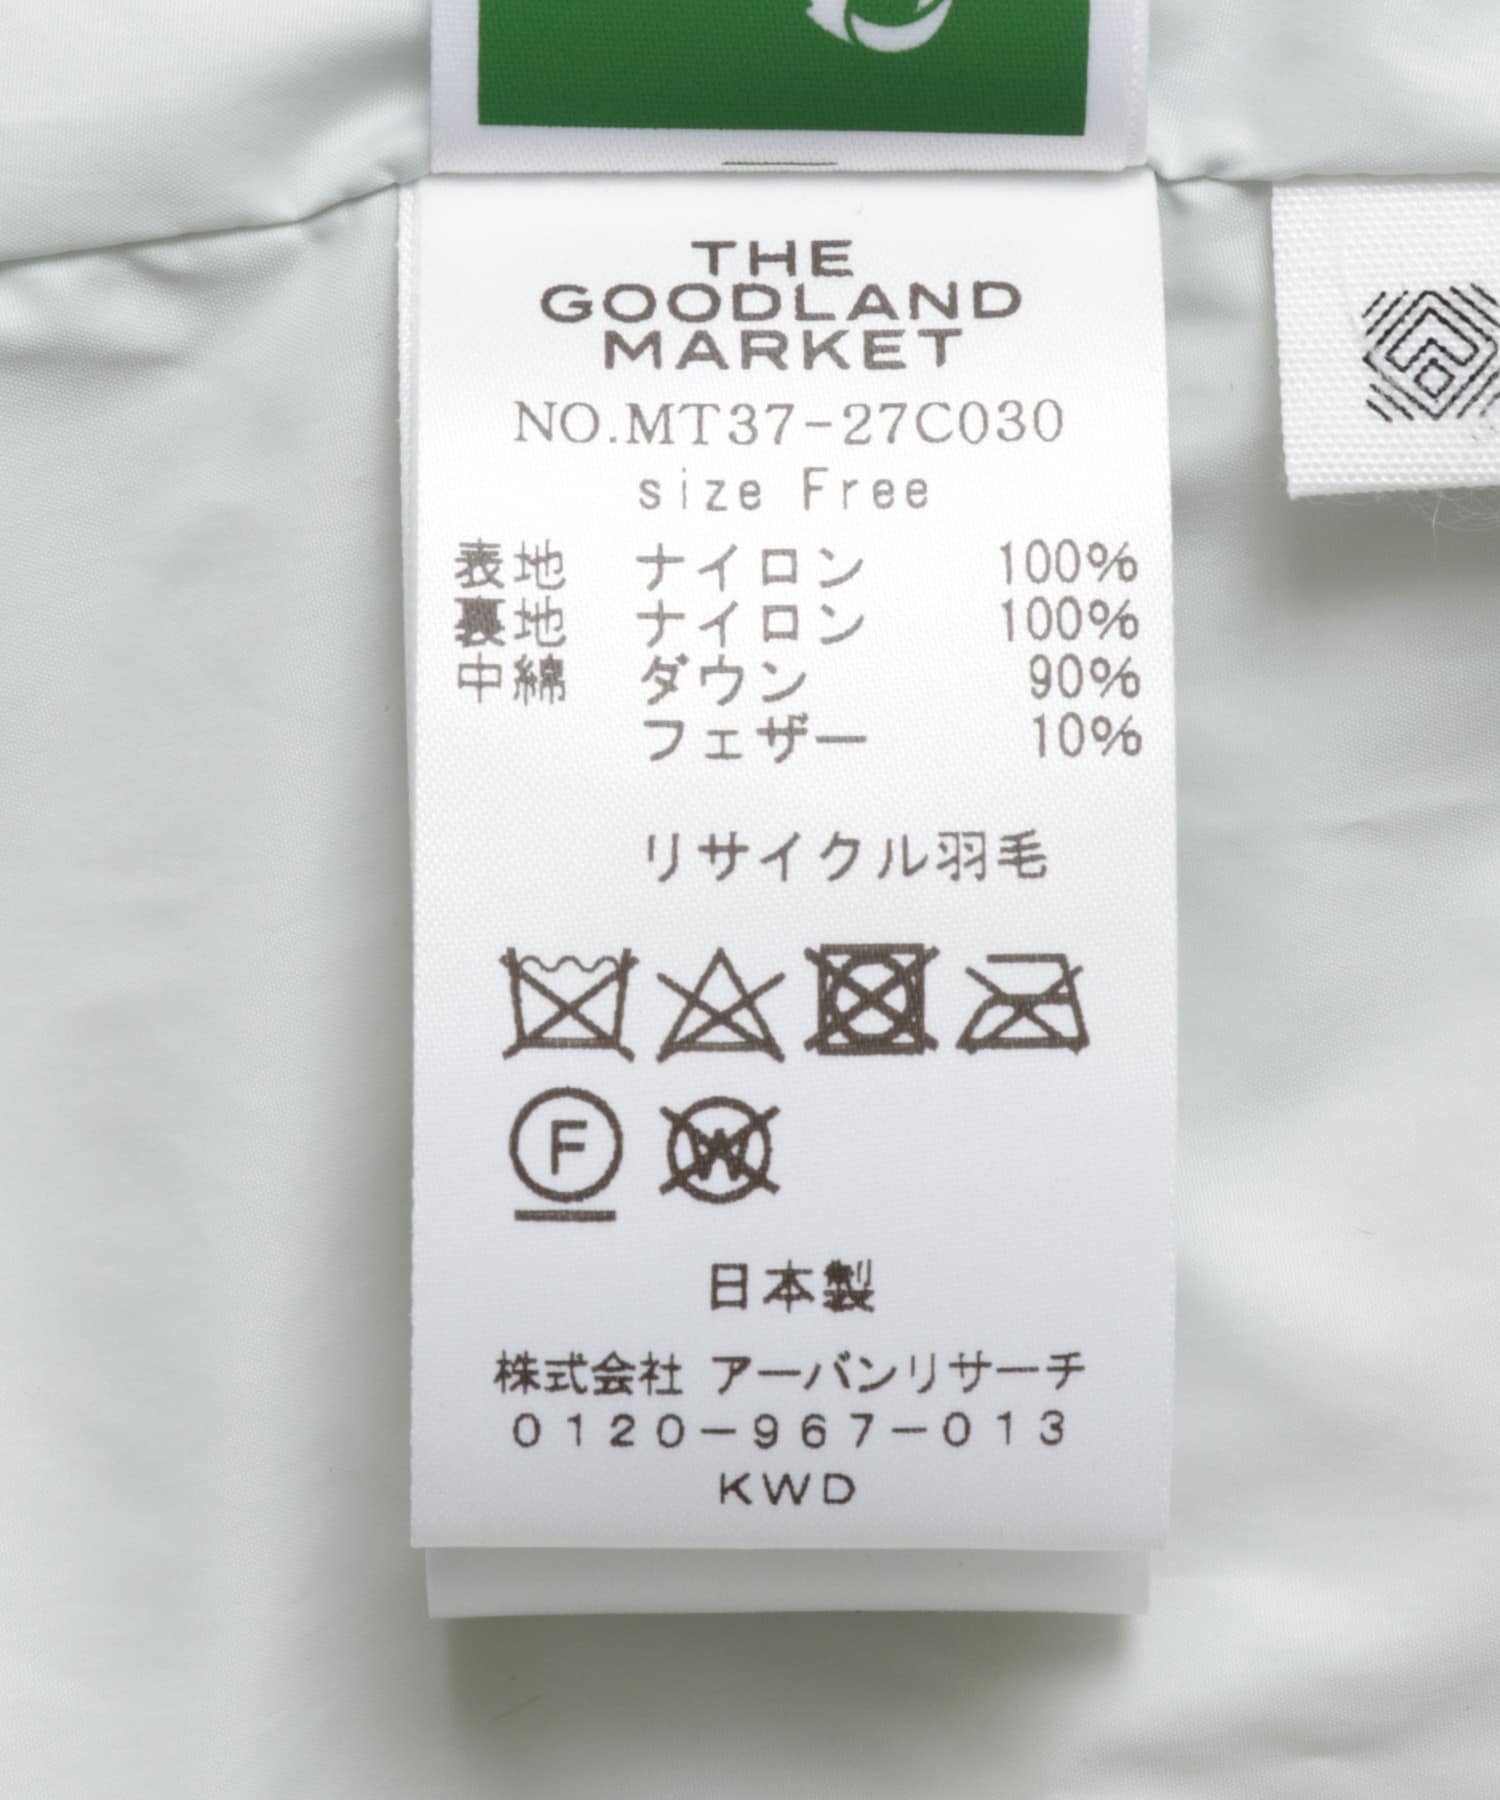 THE
GOODLAND
MARKET
NO.MT37-27C030
size Free
表地 ナイロン 100%
裏地 ナイロン 100%
中綿 ダウン 90%
フェザー 10%
リサイクル羽毛
F W
日本製
株式会社 アーバンリサーチ
0120-967-013
KWD